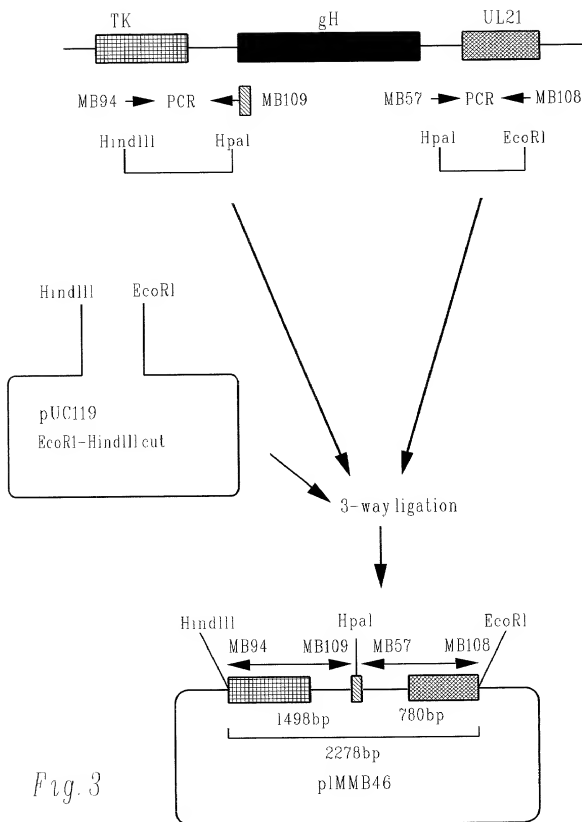 TK gH UL21
MB94 PCR MB109 MB57 PCR MB108
HindIII HpaI HpaI EcoRI
HindIII EcoRI
pUC119
EcoR1-HindIII cut
3-way ligation
HindIII HpaI EcoRI
MB94 MB109 MB57 MB108
1498bp 780bp
2278bp
pIMMB46
Fig. 3